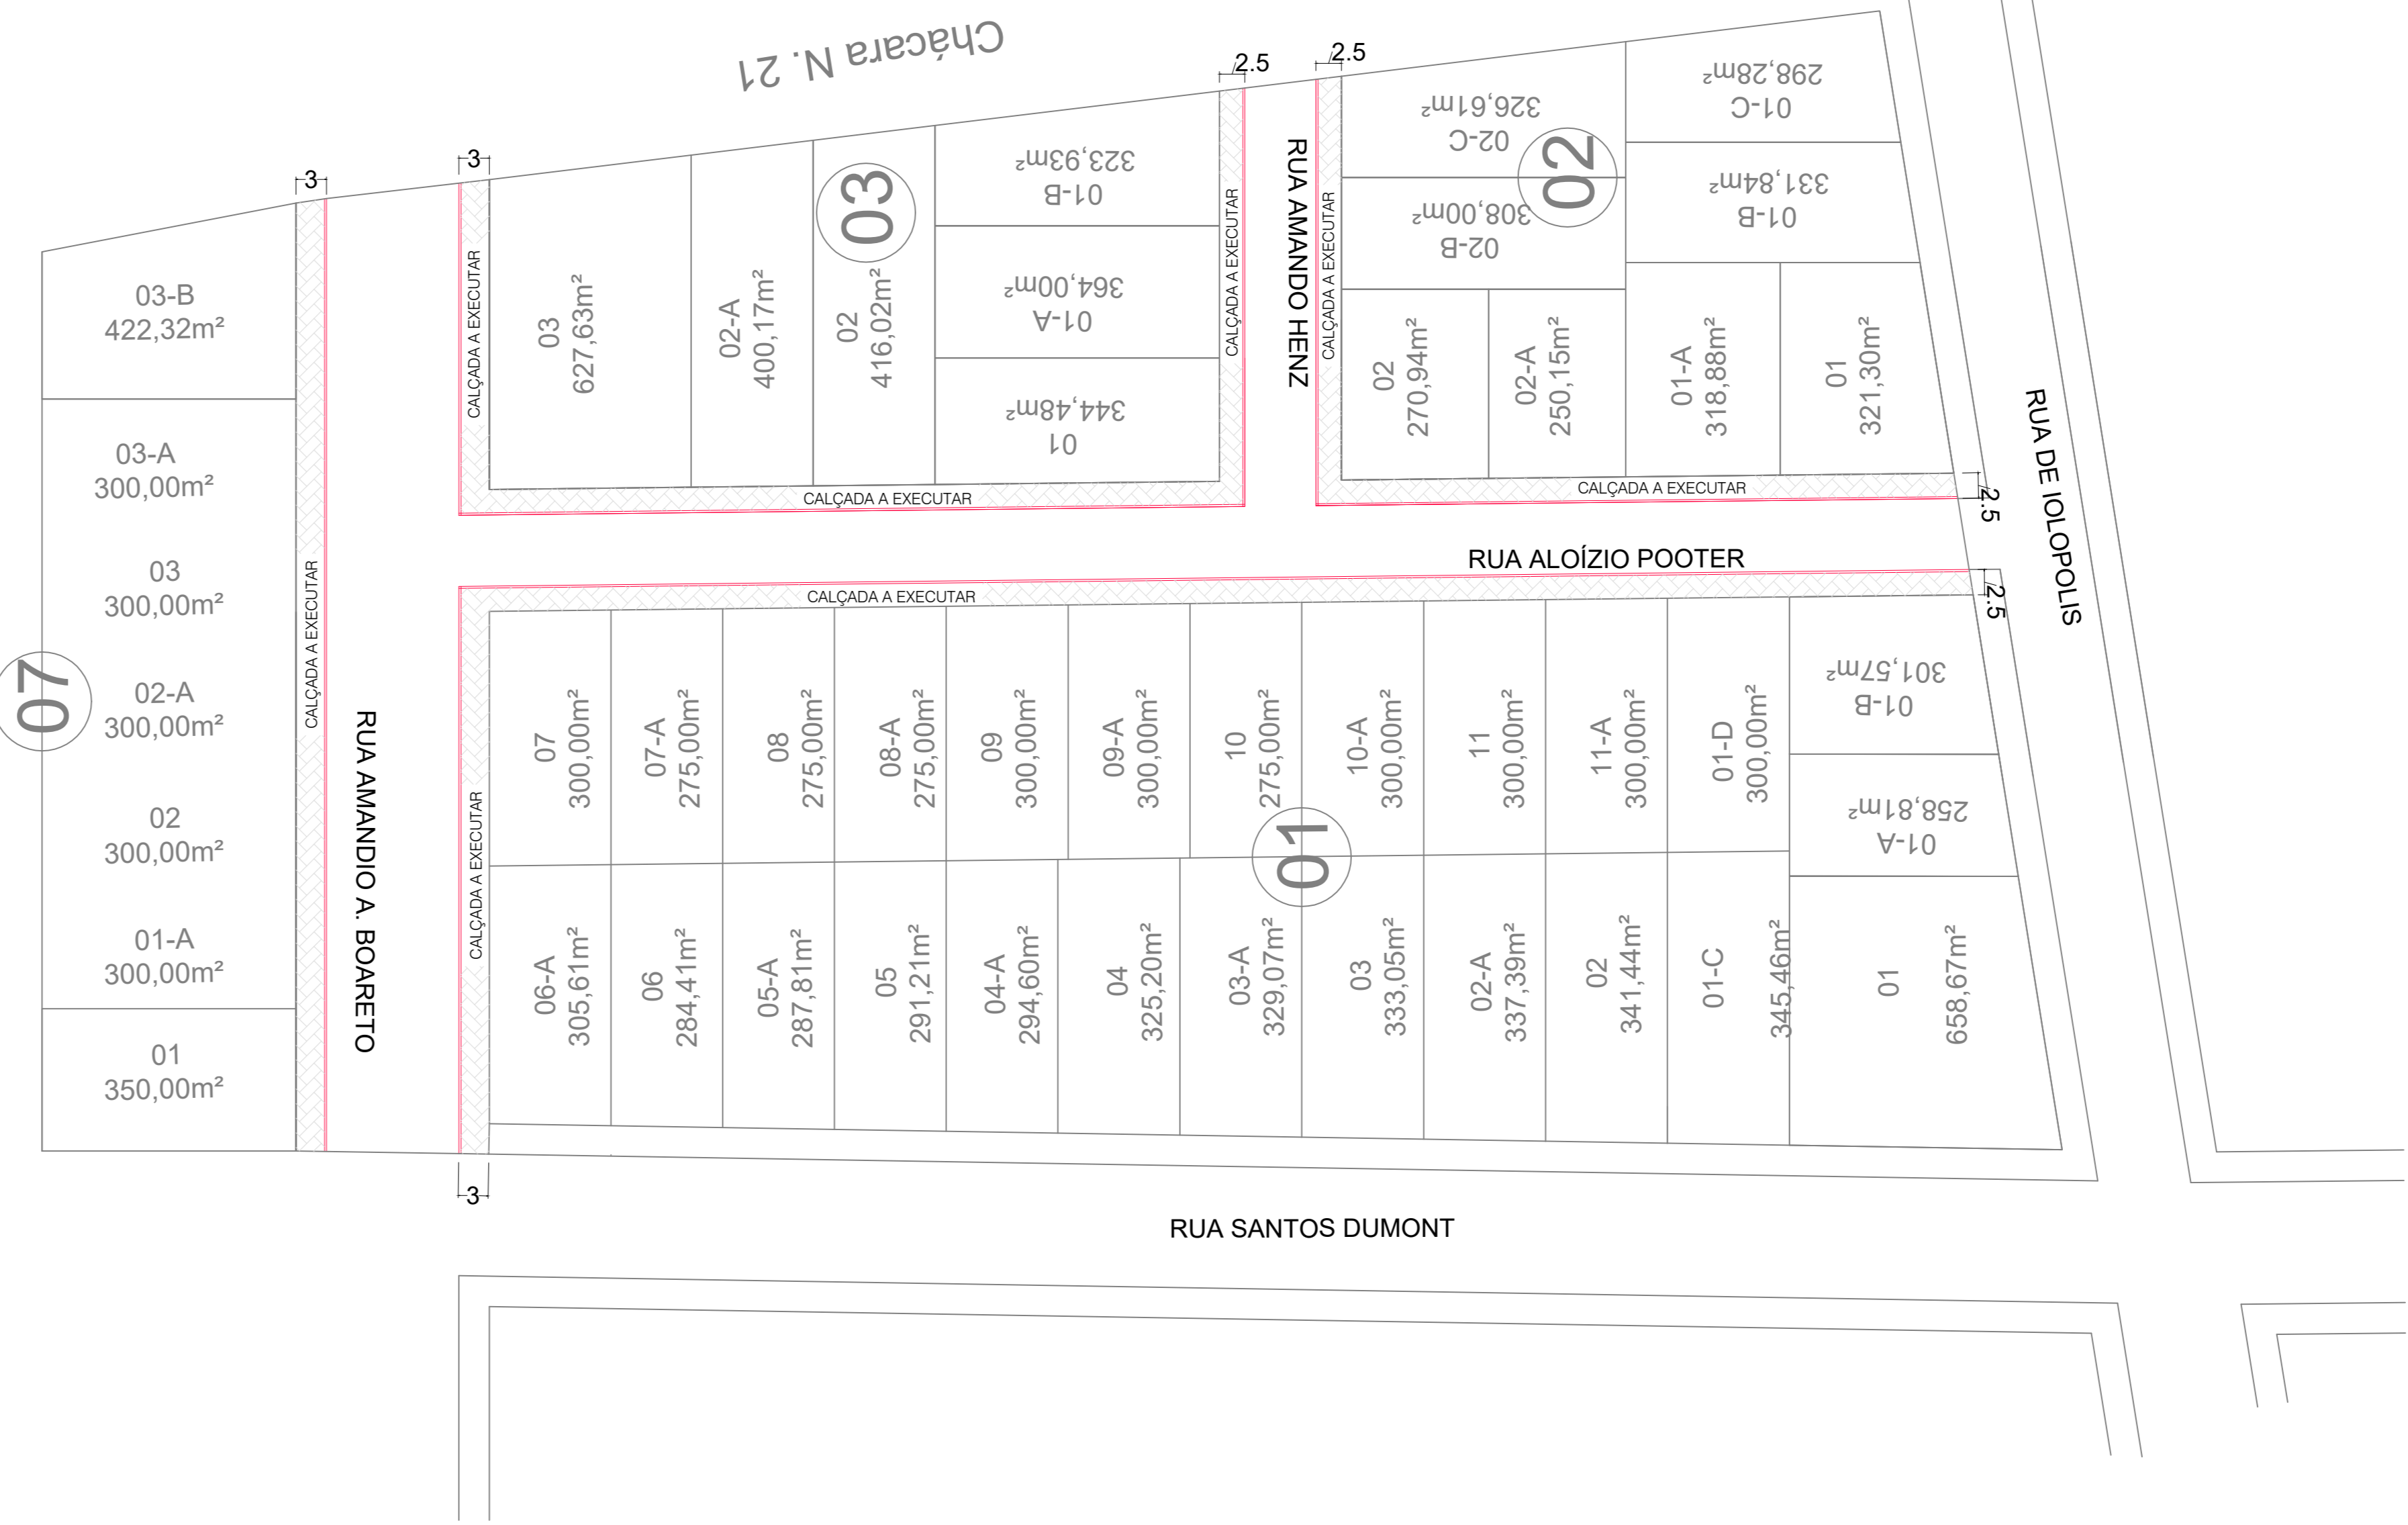 Chácara N. 21
3
3
2.5
2.5
03-B
422,32m²
03-A
300,00m²
03
300,00m²
02-A
300,00m²
02
300,00m²
01-A
300,00m²
01
350,00m²
07
CALÇADA A EXECUTAR
RUA AMANDIO A. BOARETO
CALÇADA A EXECUTAR
03
627,63m²
02-A
400,17m²
02
416,02m²
03
01-B
323,93m²
01-A
364,00m²
01
344,48m²
CALÇADA A EXECUTAR
CALÇADA A EXECUTAR
RUA AMANDO HENZ
CALÇADA A EXECUTAR
02-C
326,61m²
02-B
308,00m²
02
01-C
298,28m²
01-B
331,84m²
02
270,94m²
02-A
250,15m²
01-A
318,88m²
01
321,30m²
CALÇADA A EXECUTAR
2.5
RUA DE IOLOPOLIS
RUA ALOÍZIO POOTER
2.5
CALÇADA A EXECUTAR
CALÇADA A EXECUTAR
07
300,00m²
07-A
275,00m²
08
275,00m²
08-A
275,00m²
09
300,00m²
09-A
300,00m²
10
275,00m²
10-A
300,00m²
11
300,00m²
11-A
300,00m²
01-D
300,00m²
01-B
301,57m²
01-A
258,81m²
01
06-A
305,61m²
06
284,41m²
05-A
287,81m²
05
291,21m²
04-A
294,60m²
04
325,20m²
03-A
329,07m²
03
333,05m²
02-A
337,39m²
02
341,44m²
01-C
345,46m²
01
658,67m²
3
RUA SANTOS DUMONT